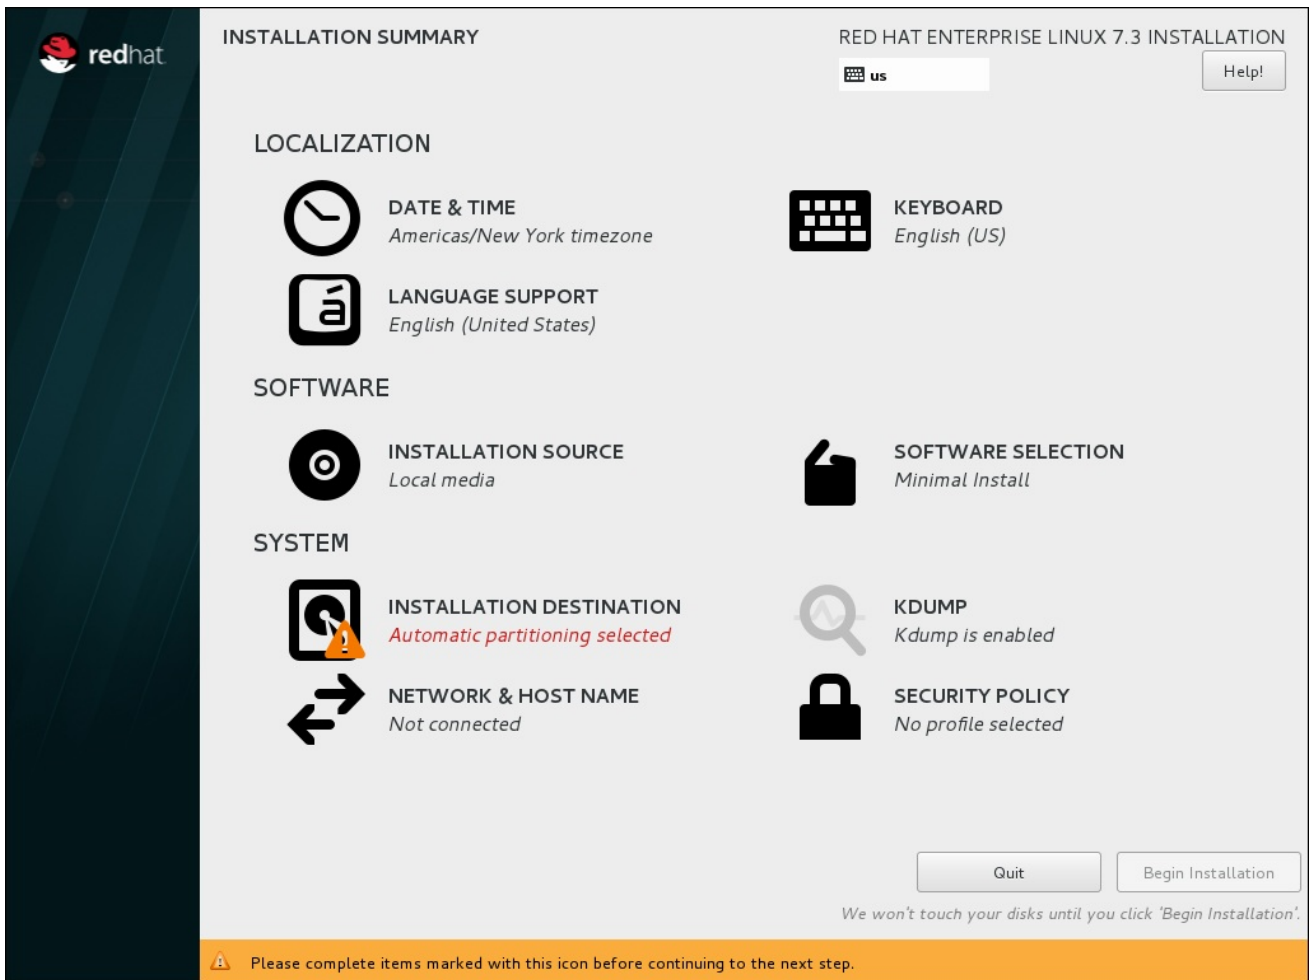 redhat
INSTALLATION SUMMARY
RED HAT ENTERPRISE LINUX 7.3 INSTALLATION
us
Help!
LOCALIZATION
DATE & TIME
Americas/New York timezone
KEYBOARD
English (US)
á
LANGUAGE SUPPORT
English (United States)
SOFTWARE
INSTALLATION SOURCE
Local media
SOFTWARE SELECTION
Minimal Install
SYSTEM
INSTALLATION DESTINATION
Automatic partitioning selected
KDUMP
Kdump is enabled
NETWORK & HOST NAME
Not connected
SECURITY POLICY
No profile selected
Quit
Begin Installation
We won't touch your disks until you click 'Begin Installation'.
Please complete items marked with this icon before continuing to the next step.